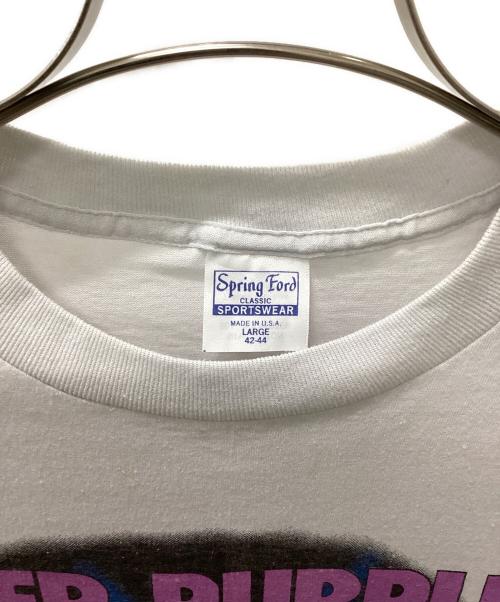 Spring Ford
CLASSIC
SPORTSWEAR
MADE IN U.S.A.
LARGE
42-44